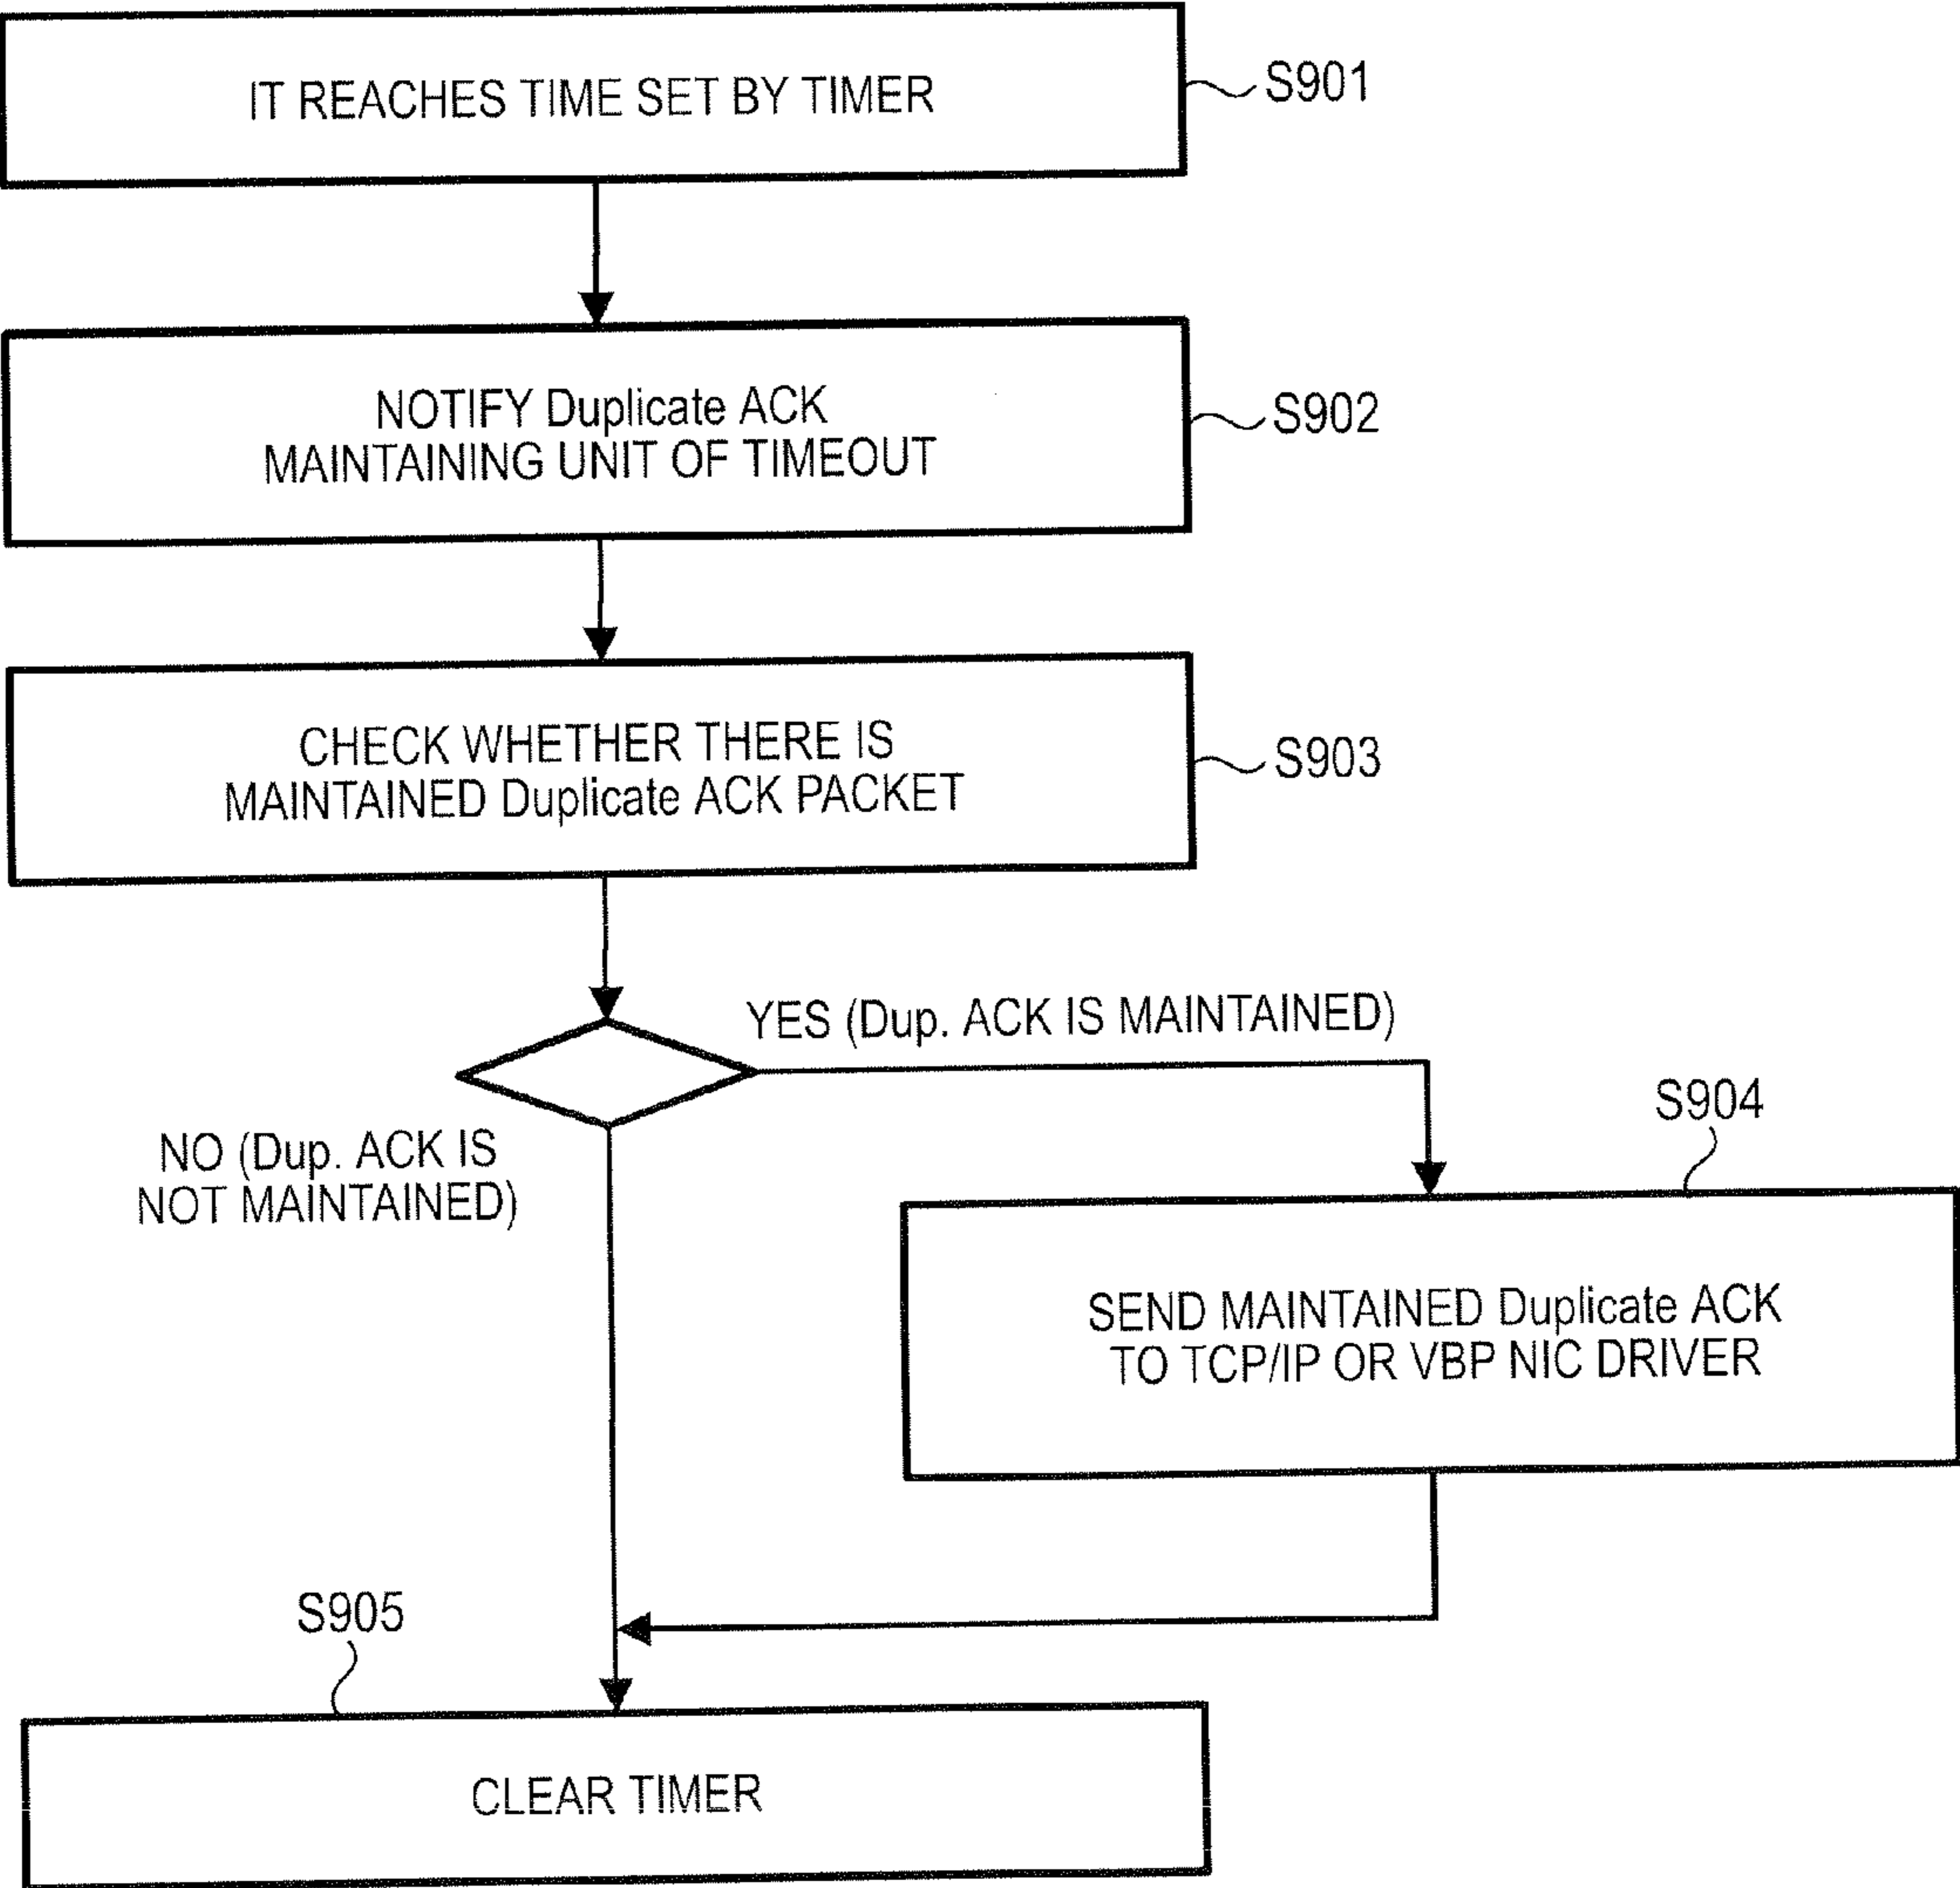 IT REACHES TIME SET BY TIMER
S901
NOTIFY Duplicate ACK
MAINTAINING UNIT OF TIMEOUT
S902
CHECK WHETHER THERE IS
MAINTAINED Duplicate ACK PACKET
S903
YES (Dup. ACK IS MAINTAINED)
NO (Dup. ACK IS
NOT MAINTAINED)
S904
SEND MAINTAINED Duplicate ACK
TO TCP/IP OR VBP NIC DRIVER
S905
CLEAR TIMER